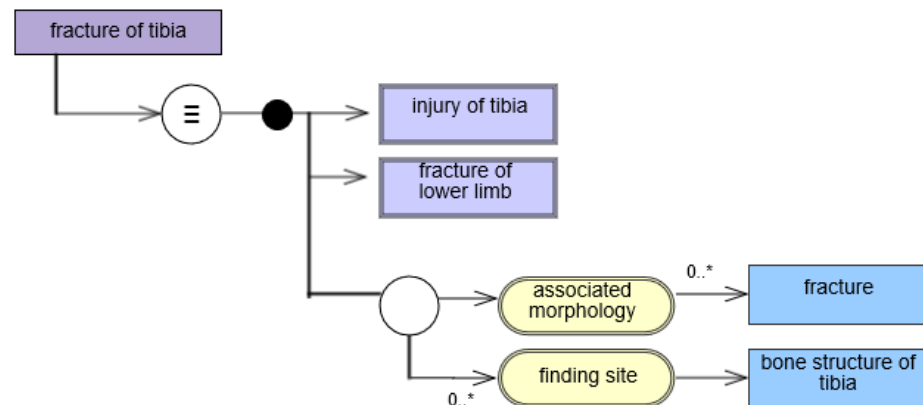 fracture of tibia
≡
injury of tibia
fracture of
lower limb
associated
morphology
0..*
fracture
0..*
finding site
bone structure of
tibia